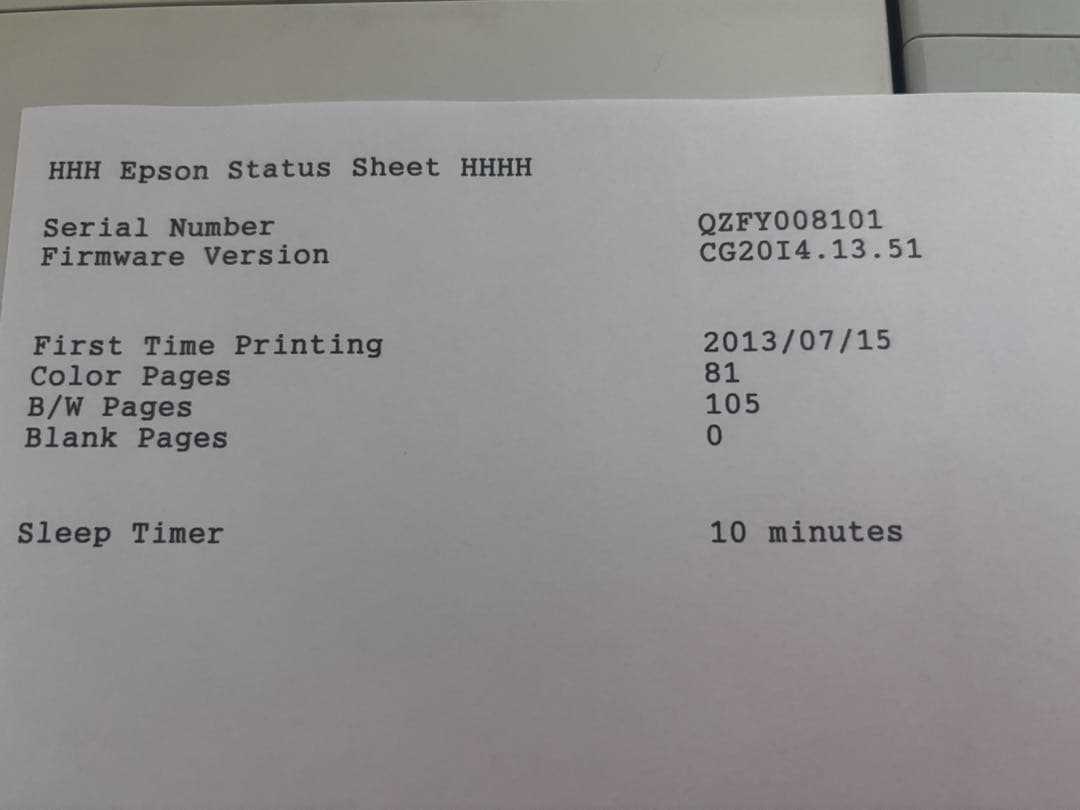 HHH Epson Status Sheet HHHH
Serial Number QZFY008101
Firmware Version CG20I4.13.51
First Time Printing 2013/07/15
Color Pages 81
B/W Pages 105
Blank Pages 0
Sleep Timer 10 minutes